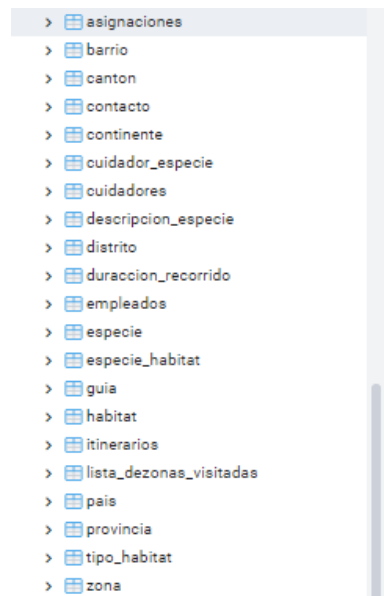 asignaciones
barrio
canton
contacto
continente
cuidador_especie
cuidadores
descripcion_especie
distrito
duraccion_recorrido
empleados
especie
especie_habitat
guia
habitat
itinerarios
lista_dezonas_visitadas
pais
provincia
tipo_habitat
zona